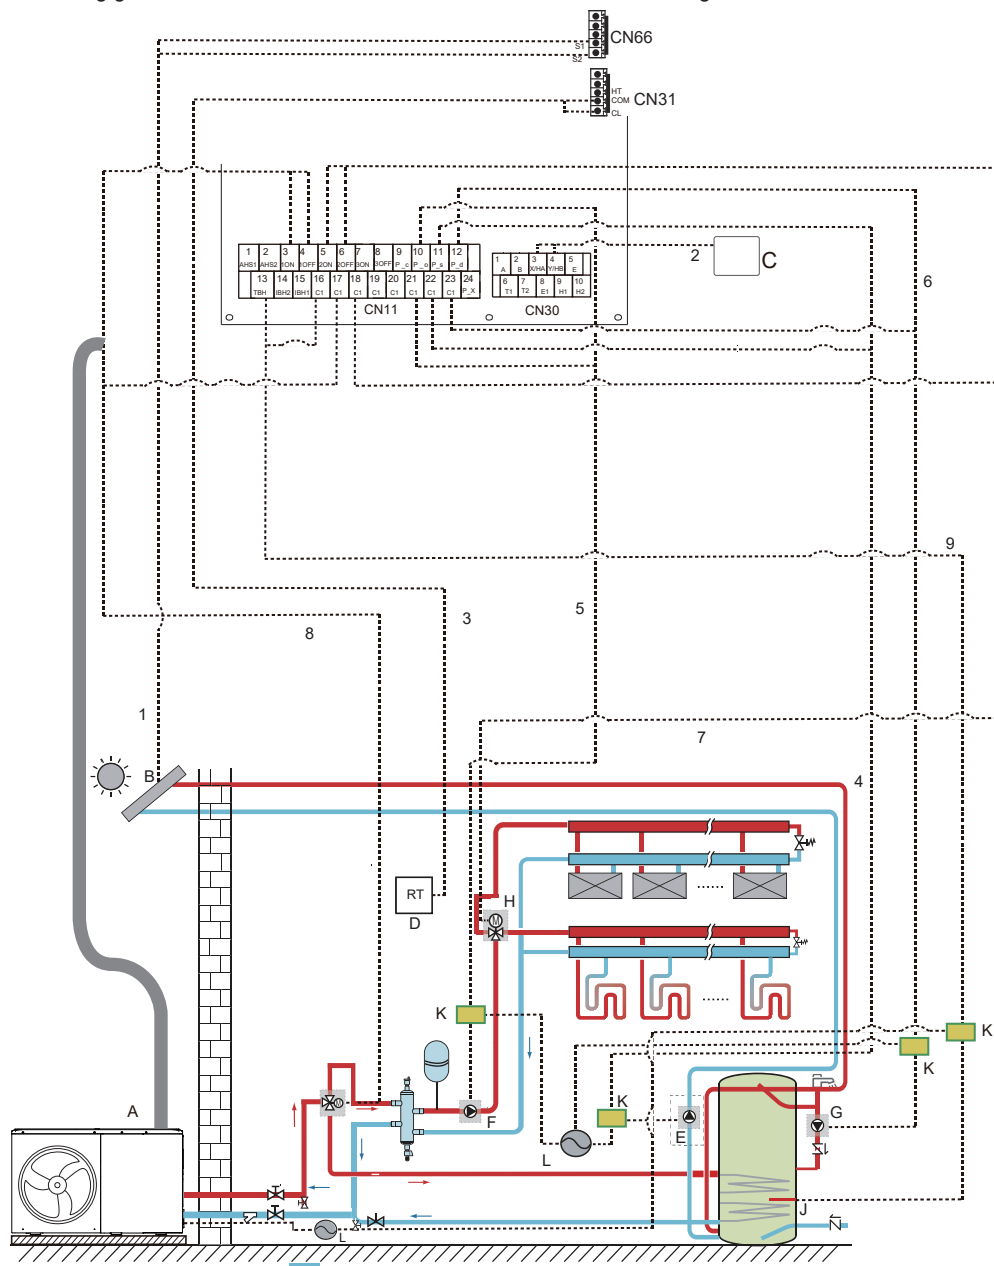 CN66
S1
S2
HT
COM
CN31
CL
1 2 3 4 5 6 7 8 9 10 11 12
AHS1 AHS2 1ON 1OFF 2ON 2OFF 3ON 3OFF P_c P_o P_s P_d
13 14 15 16 17 18 19 20 21 22 23 24
TBH IBH2 IBH1 C1 C1 C1 C1 C1 C1 C1 C1 P_X
CN11
1 2 3 4 5
A B X/HA Y/HB E
6 7 8 9 10
T1 T2 E1 H1 H2
CN30
2 C
6
9
3
5
8
1
7
B
4
RT
D
H
M
K
K
K
A
F
K
G
E
L
J
L